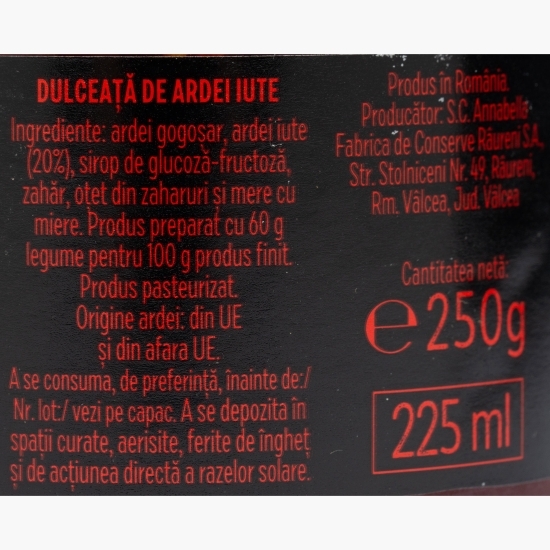 DULCEAȚĂ DE ARDEI IUTE
Ingrediente: ardei gogoșar, ardei iute
(20%), sirop de glucoză-fructoză,
zahăr, oțet din zaharuri și mere cu
miere. Produs preparat cu 60 g
legume pentru 100 g produs finit.
Produs pasteurizat.
Origine ardei: din UE
și din afara UE.
A se consuma, de preferință, înainte de:/
Nr. lot:/ vezi pe capac. A se depozita în
spații curate, aerisite, ferite de îngheț
și de acțiunea directă a razelor solare.
Produs în România.
Producător: S.C. Annabella
Fabrica de Conserve Râureni S.A.
Str. Stolniceni Nr. 49, Râureni,
Rm. Vâlcea, Jud. Vâlcea
Cantitatea netă:
℮ 250g
225 ml